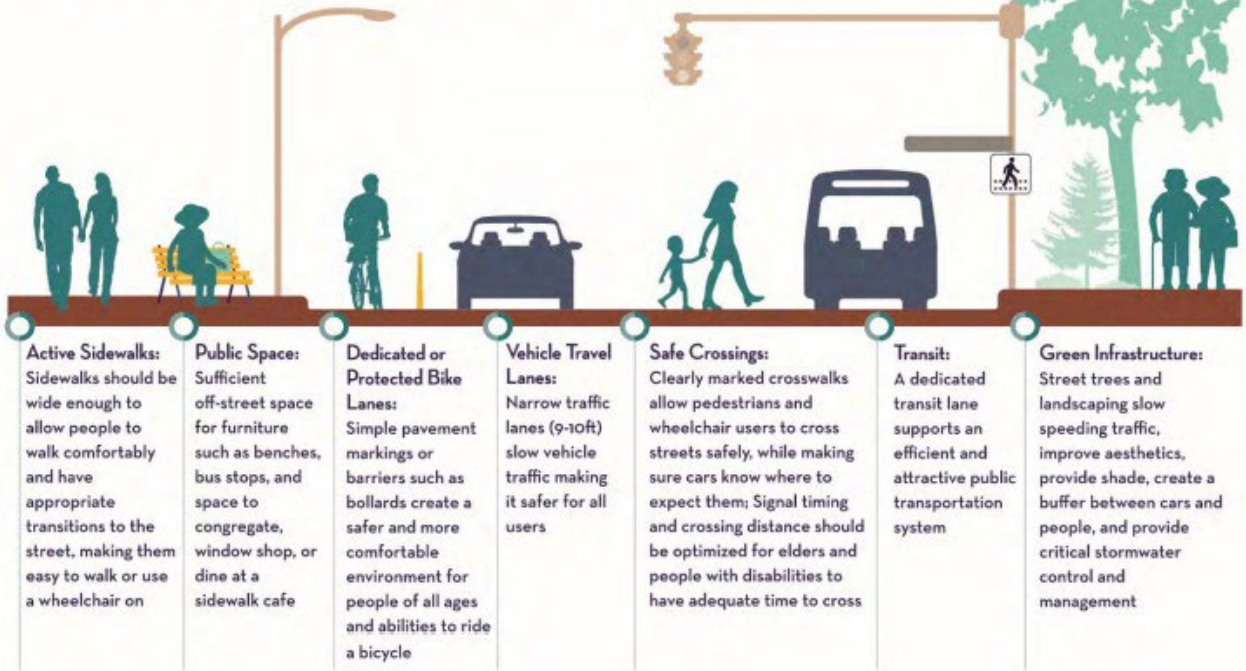 Active Sidewalks:
Sidewalks should be
wide enough to
allow people to
walk comfortably
and have
appropriate
transitions to the
street, making them
easy to walk or use
a wheelchair on
Public Space:
Sufficient
off-street space
for furniture
such as benches,
bus stops, and
space to
congregate,
window shop, or
dine at a
sidewalk cafe
Dedicated or
Protected Bike
Lanes:
Simple pavement
markings or
barriers such as
bollards create a
safer and more
comfortable
environment for
people of all ages
and abilities to ride
a bicycle
Vehicle Travel
Lanes:
Narrow traffic
lanes (9-10ft)
slow vehicle
traffic making
it safer for all
users
Safe Crossings:
Clearly marked crosswalks
allow pedestrians and
wheelchair users to cross
streets safely, while making
sure cars know where to
expect them; Signal timing
and crossing distance should
be optimized for elders and
people with disabilities to
have adequate time to cross
Transit:
A dedicated
transit lane
supports an
efficient and
attractive public
transportation
system
Green Infrastructure:
Street trees and
landscaping slow
speeding traffic,
improve aesthetics,
provide shade, create a
buffer between cars and
people, and provide
critical stormwater
control and
management